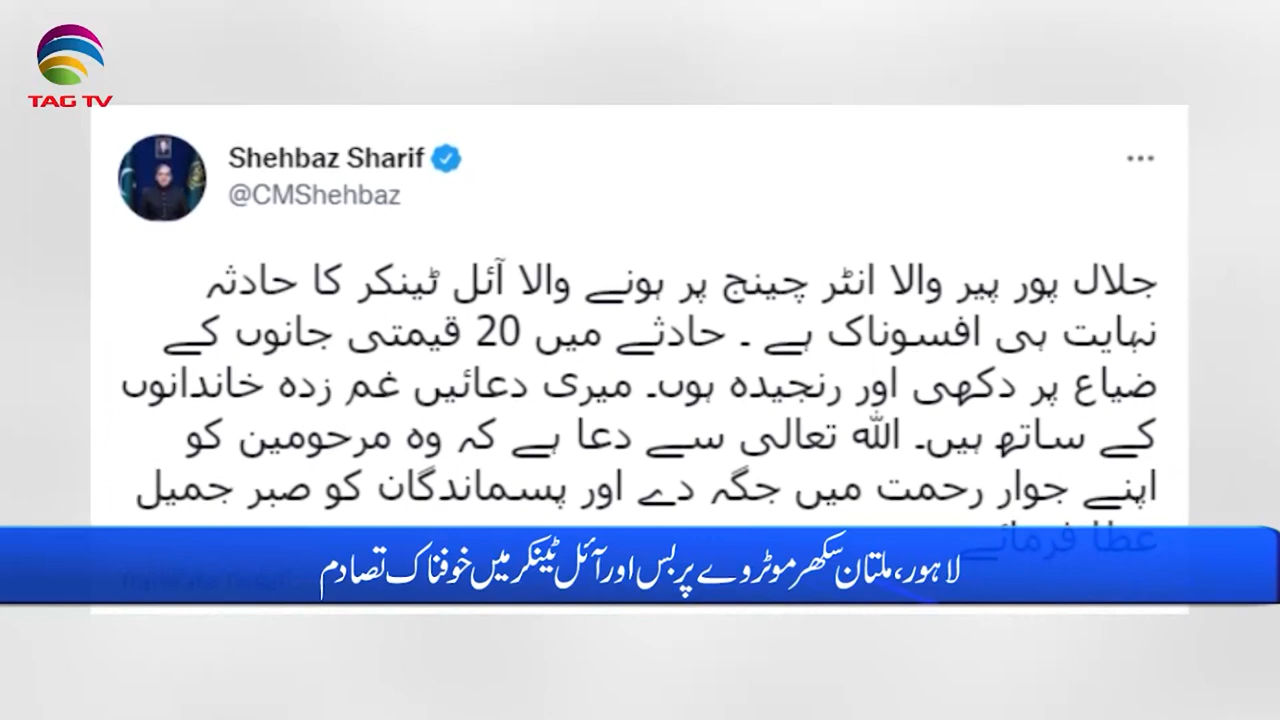 TAG TV
Shehbaz Sharif
@CMShehbaz
جلال پور پیر والا انٹر چینج پر ہونے والا آئل ٹینکر کا حادثہ
نہایت ہی افسوناک ہے ۔ حادثے میں 20 قیمتی جانوں کے
ضیاع پر دکھی اور رنجیدہ ہوں۔ میری دعائیں غم زدہ خاندانوں
کے ساتھ ہیں۔ اللہ تعالی سے دعا ہے کہ وہ مرحومین کو
اپنے جوار رحمت میں جگہ دے اور پسماندگان کو صبر جمیل
عطا فرمائے
لاہور، ملتان سکھر موٹروے پر بس اور آئل ٹینکر میں خوفناک تصادم